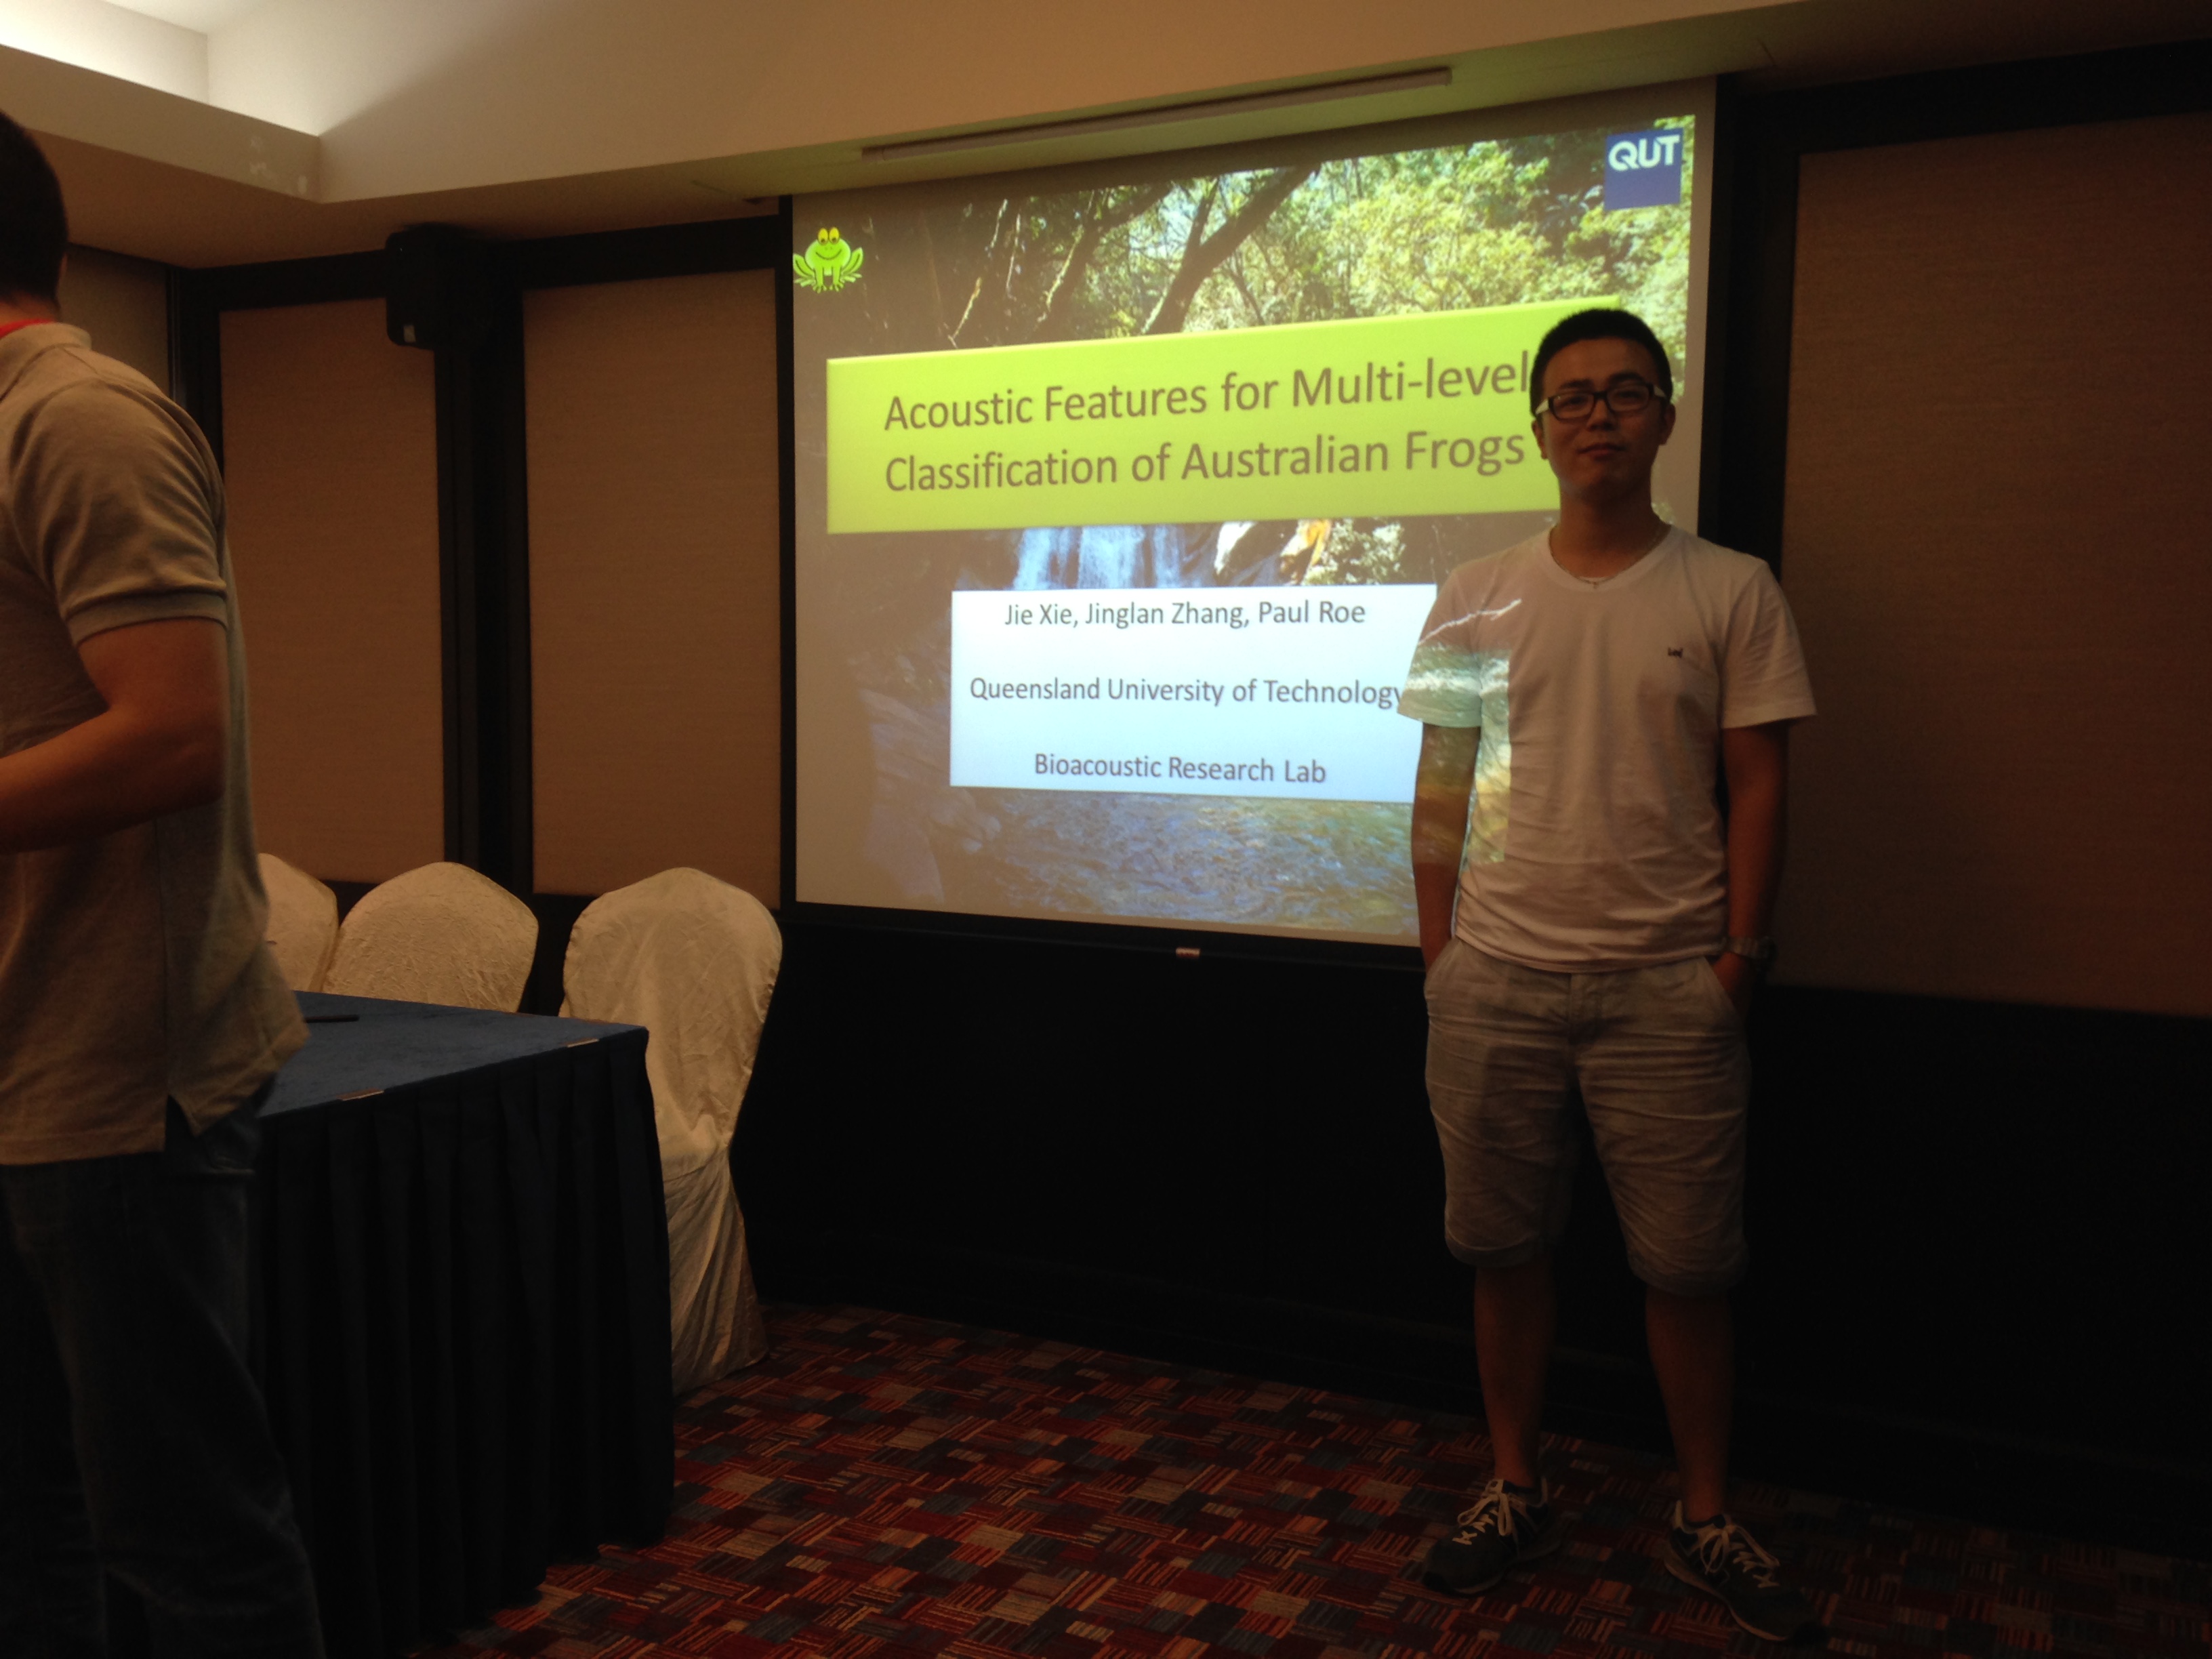 QUT
Acoustic Features for Multi-level
Classification of Australian Frogs
Jie Xie, Jinglan Zhang, Paul Roe
Queensland University of Technology
Bioacoustic Research Lab